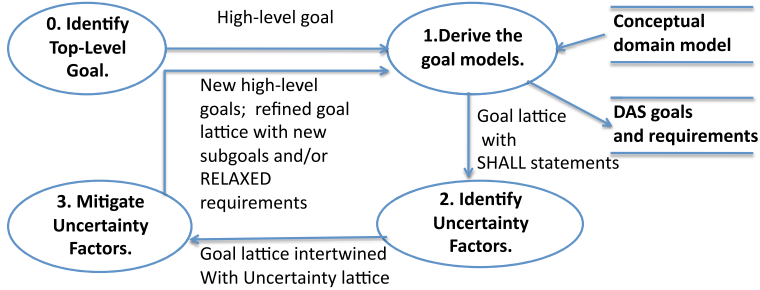 0. Identify
Top-Level
Goal.
High-level goal
1.Derive the
goal models.
Conceptual
domain model
DAS goals
and requirements
New high-level
goals;  refined goal
lattice with new
subgoals and/or
RELAXED
requirements
Goal lattice
with
SHALL statements
3. Mitigate
Uncertainty
Factors.
2. Identify
Uncertainty
Factors.
Goal lattice intertwined
With Uncertainty lattice